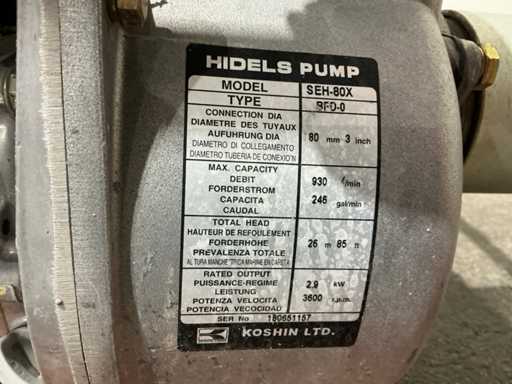 HIDELS PUMP
MODEL SEH-80X
TYPE BFD-0
CONNECTION DIA
DIAMETRE DES TUYAUX
AUFUHRUNG DIA 80 mm 3 inch
DIAMETRO DI COLLEGAMENTO
DIAMETRO TUBERIA DE CONEXIO'N
MAX. CAPACITY
DEBIT 930 ℓ/min
FORDERSTROM
CAPACITA 246 gal/min
CAUDAL
TOTAL HEAD
HAUTEUR DE REFOULEMENT
FORDERHOHE 26 m 85 ft
PREVALENZA TOTALE
RATED OUTPUT
PUISSANCE-REGIME 2.9 kW
LEISTUNG
POTENZA VELOCITA 3600 r.p.m.
POTENCIA VECOCIDAD
SER No 180651157
KOSHIN LTD.